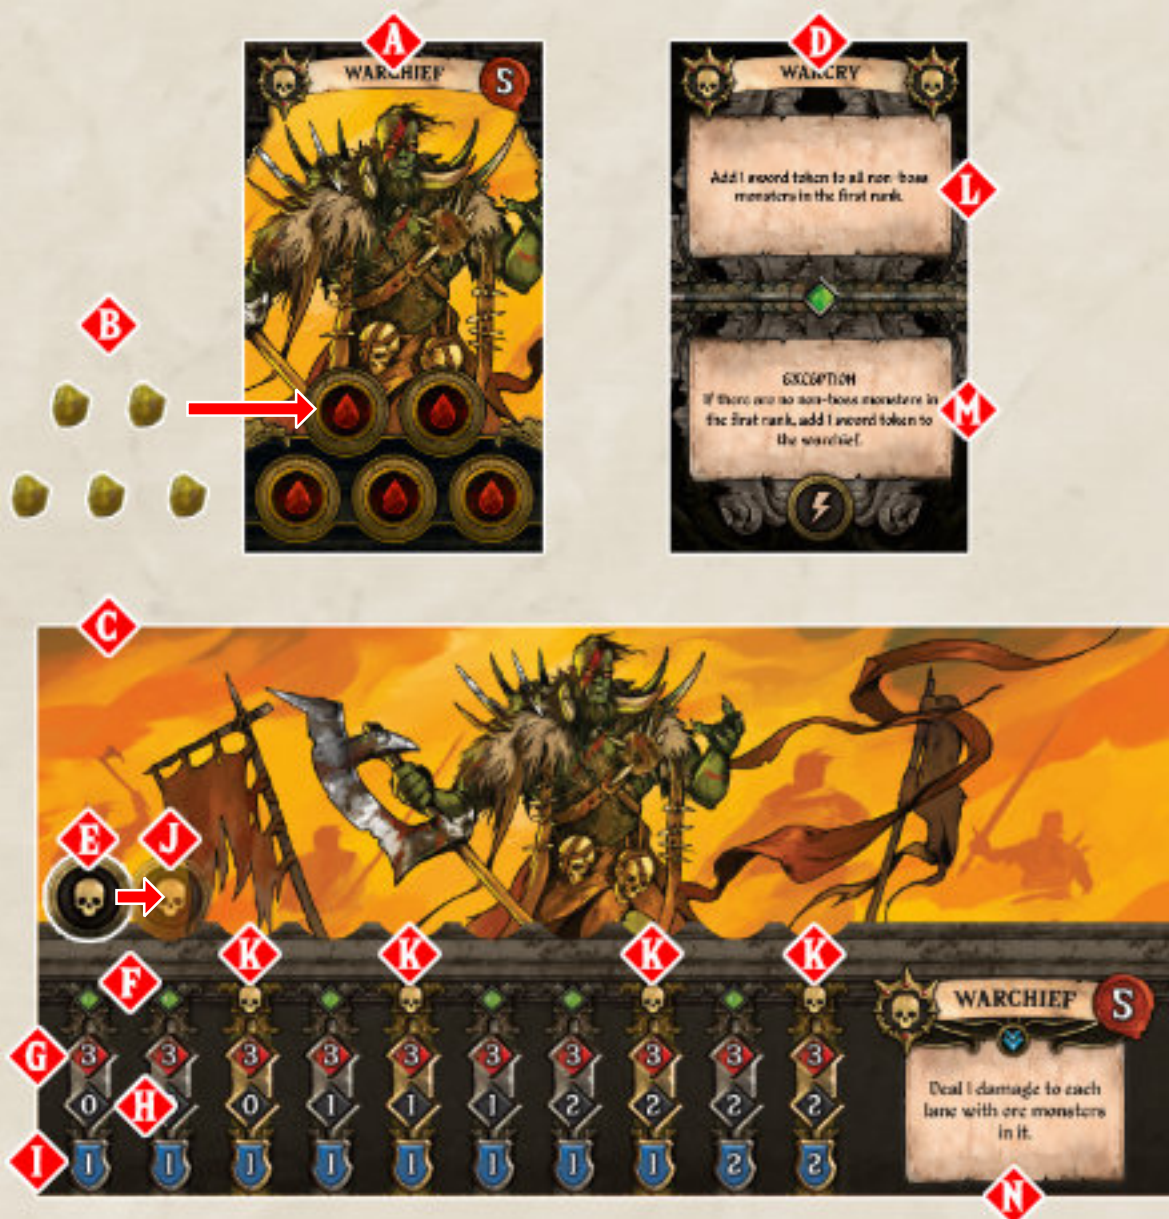 A
D
WARCHIEF
S
WARCRY
Add 1 sword token to all non-boss
monsters in the first rank.
L
B
EXCEPTION
If there are no non-boss monsters in
the first rank, add 1 sword token to
the warchief.
M
C
E
J
K
K
K
K
F
WARCHIEF
S
G
3 3 3 3 3 3 3 3 3 3
H
0 0 1 1 1 2 2 2 2
Deal 1 damage to each
lane with orc monsters
in it.
I
1 1 1 1 1 1 1 1 2 2
N